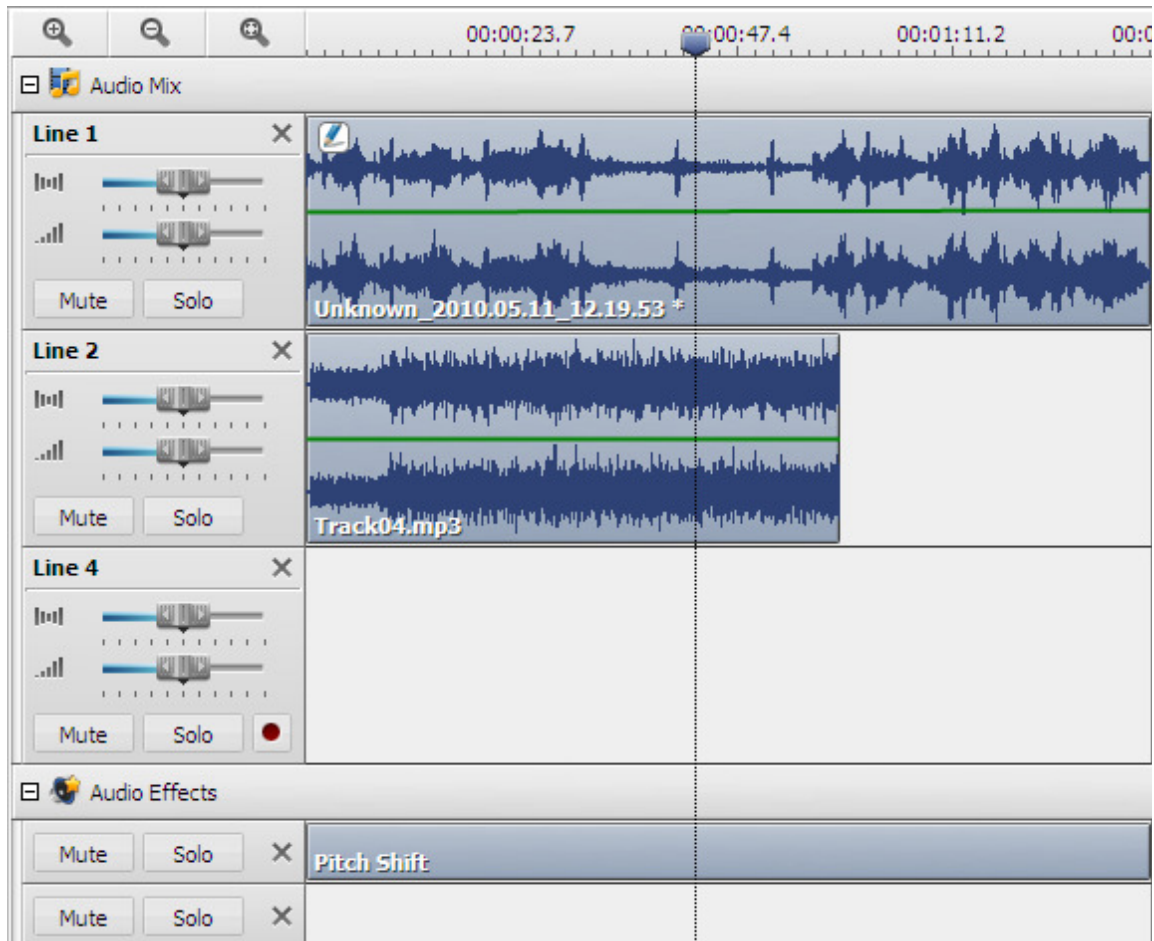 00:00:23.7 00:00:47.4 00:01:11.2
Audio Mix
Line 1
Mute Solo
Unknown_2010.05.11_12.19.53 *
Line 2
Mute Solo
Track04.mp3
Line 4
Mute Solo
Audio Effects
Mute Solo
Pitch Shift
Mute Solo